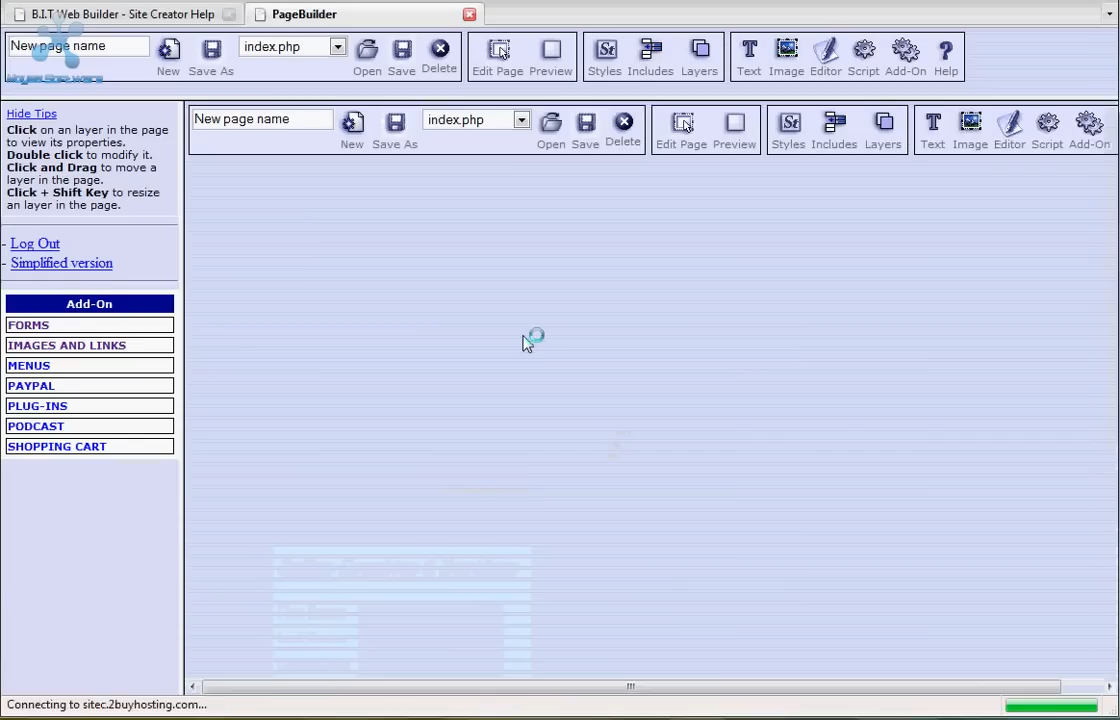 B.I.T Web Builder - Site Creator Help
PageBuilder
New page name
index.php
New
Save As
Open
Save
Delete
Edit Page
Preview
Styles
Includes
Layers
Text
Image
Editor
Script
Add-On
Help
Hide Tips
Click on an layer in the page
to view its properties.
Double click to modify it.
Click and Drag to move a
layer in the page.
Click + Shift Key to resize
an layer in the page.
- Log Out
- Simplified version
Add-On
FORMS
IMAGES AND LINKS
MENUS
PAYPAL
PLUG-INS
PODCAST
SHOPPING CART
New page name
index.php
New
Save As
Open
Save
Delete
Edit Page
Preview
Styles
Includes
Layers
Text
Image
Editor
Script
Add-On
Connecting to sitec.2buyhosting.com...